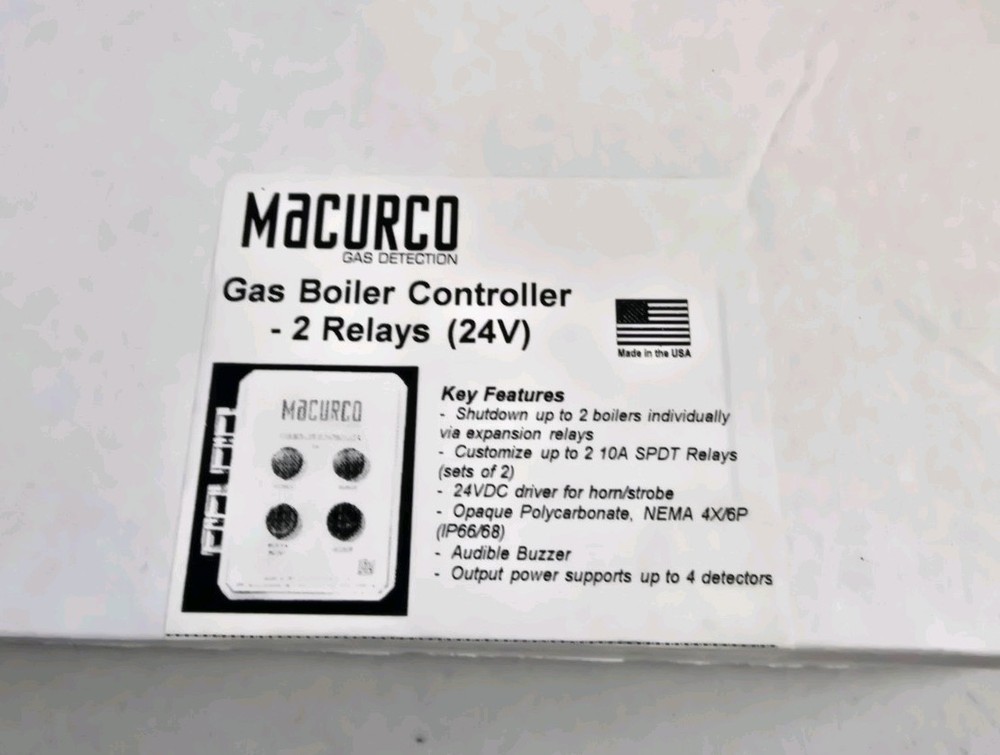 MaCURCO
GAS DETECTION
Gas Boiler Controller
- 2 Relays (24V)
Made in the USA
MaCURCO
Key Features
- Shutdown up to 2 boilers individually
via expansion relays
- Customize up to 2 10A SPDT Relays
(sets of 2)
- 24VDC driver for horn/strobe
- Opaque Polycarbonate, NEMA 4X/6P
(IP66/68)
- Audible Buzzer
- Output power supports up to 4 detectors